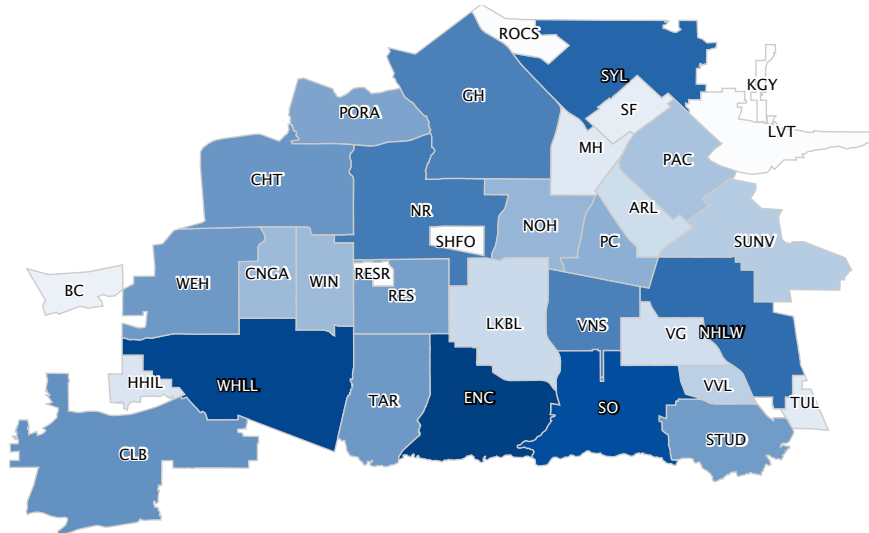 ROCS
SYL
KGY
GH
PORA
SF
LVT
MH
PAC
CHT
NR
ARL
NOH
SHFO
PC
SUNV
CNGA
RESR
WEH
WIN
BC
RES
LKBL
VNS
VG
NHLW
HHIL
WHLL
VVL
TAR
ENC
SO
TUL
STUD
CLB